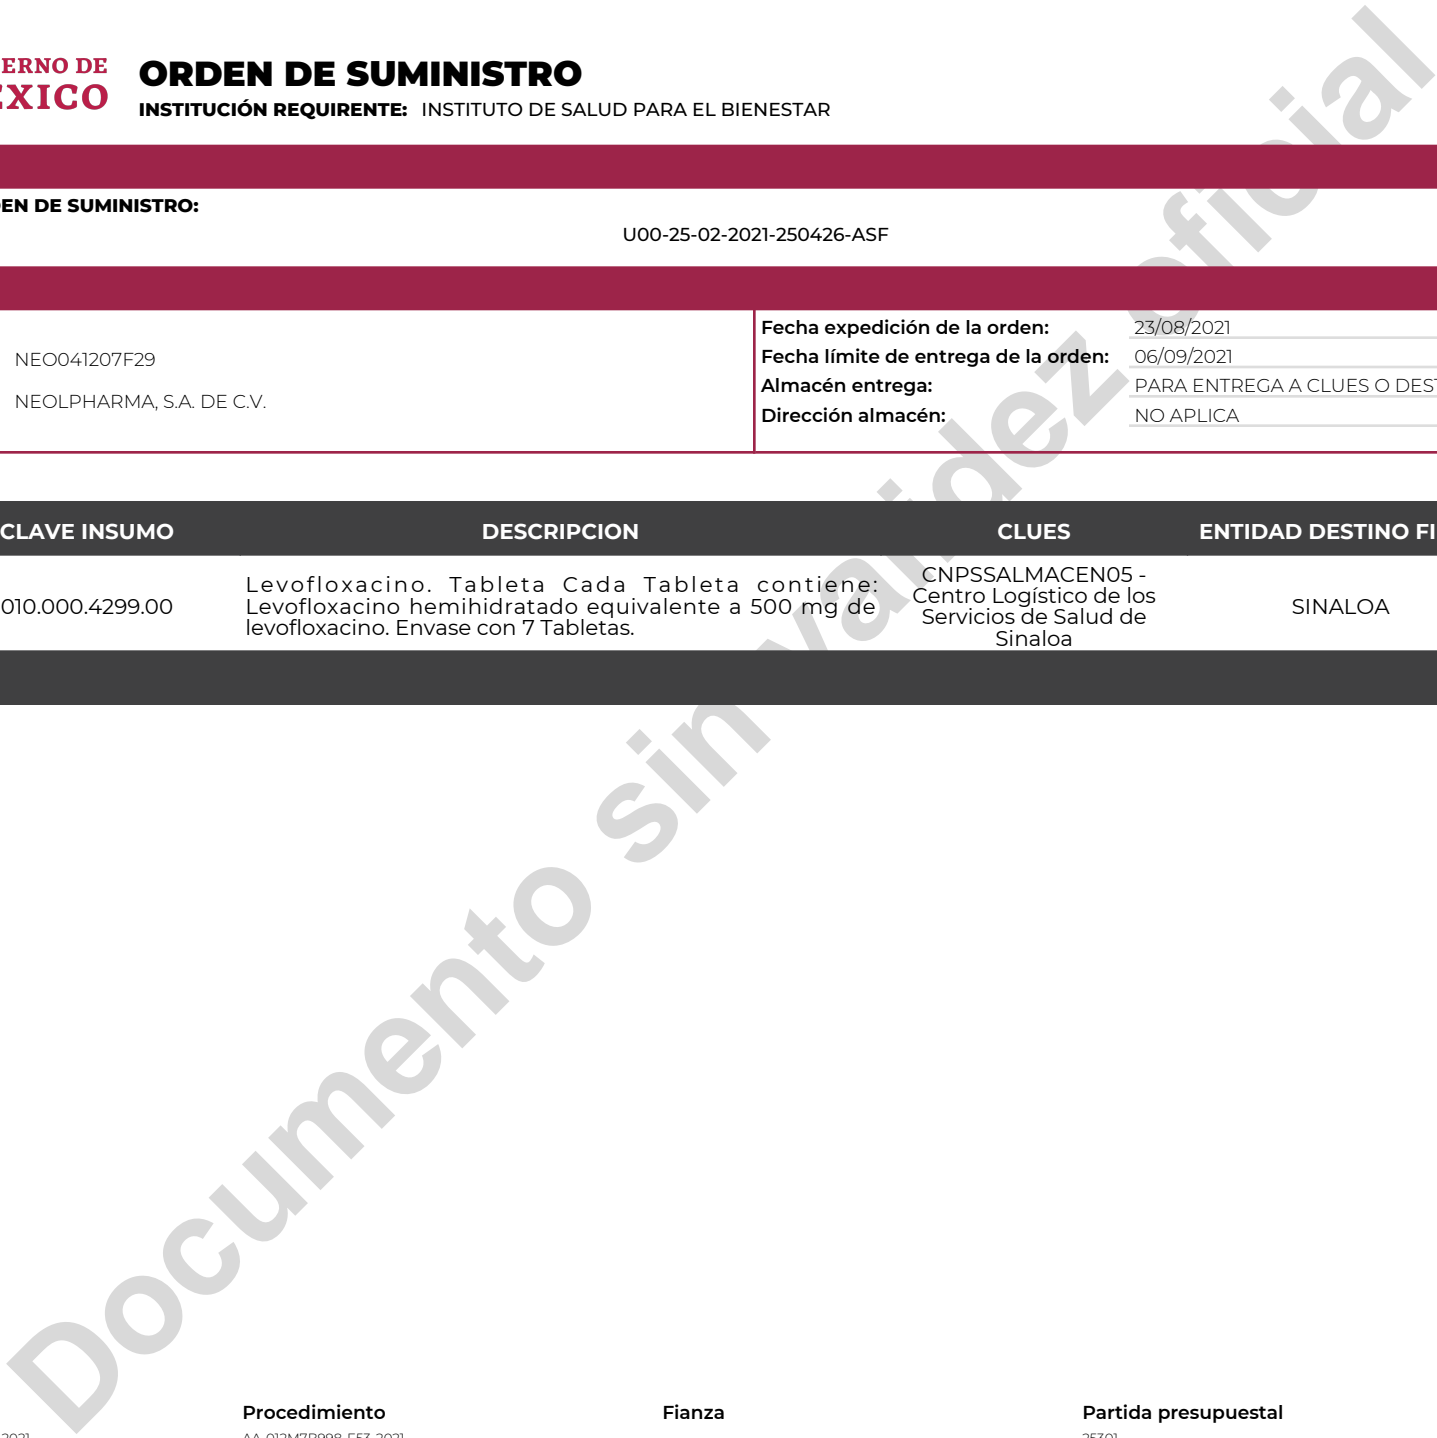 ERNO DE
EXICO
ORDEN DE SUMINISTRO
INSTITUCIÓN REQUIRENTE: INSTITUTO DE SALUD PARA EL BIENESTAR
EN DE SUMINISTRO:
U00-25-02-2021-250426-ASF
NEO041207F29
NEOLPHARMA, S.A. DE C.V.
Fecha expedición de la orden: 23/08/2021
Fecha límite de entrega de la orden: 06/09/2021
Almacén entrega: PARA ENTREGA A CLUES O DEST
Dirección almacén: NO APLICA
CLAVE INSUMO DESCRIPCION CLUES ENTIDAD DESTINO FI
010.000.4299.00
Levofloxacino. Tableta Cada Tableta contiene:
Levofloxacino hemihidratado equivalente a 500 mg de
levofloxacino. Envase con 7 Tabletas.
CNPSSALMACEN05 -
Centro Logístico de los
Servicios de Salud de
Sinaloa
SINALOA
Documento sin validez oficial
Procedimiento Fianza Partida presupuestal